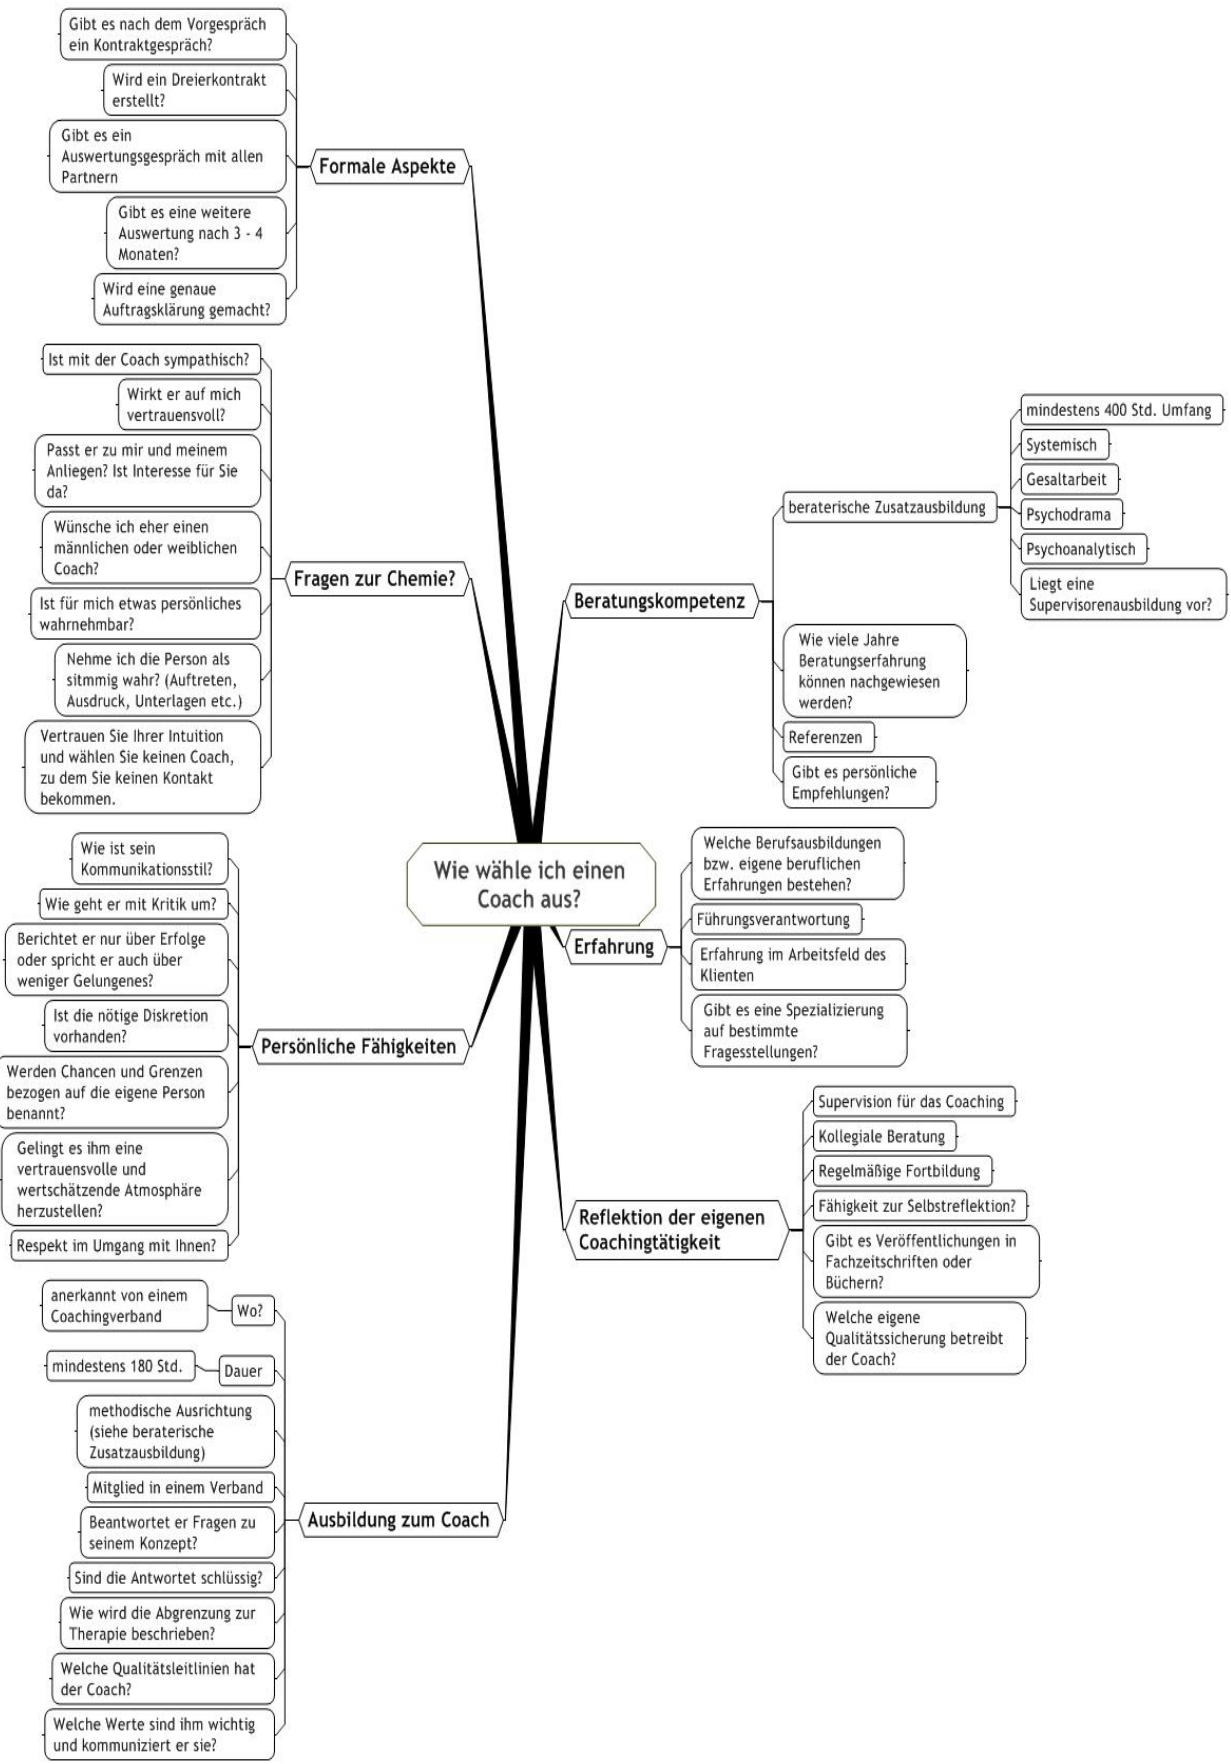 Wie wähle ich einen
Coach aus?
Formale Aspekte
Gibt es nach dem Vorgespräch
ein Kontraktgespräch?
Wird ein Dreierkontrakt
erstellt?
Gibt es ein
Auswertungsgespräch mit allen
Partnern
Gibt es eine weitere
Auswertung nach 3 - 4
Monaten?
Wird eine genaue
Auftragsklärung gemacht?
Fragen zur Chemie?
Ist mit der Coach sympathisch?
Wirkt er auf mich
vertrauensvoll?
Passt er zu mir und meinem
Anliegen? Ist Interesse für Sie
da?
Wünsche ich eher einen
männlichen oder weiblichen
Coach?
Ist für mich etwas persönliches
wahrnehmbar?
Nehme ich die Person als
sitmmig wahr? (Auftreten,
Ausdruck, Unterlagen etc.)
Vertrauen Sie Ihrer Intuition
und wählen Sie keinen Coach,
zu dem Sie keinen Kontakt
bekommen.
Persönliche Fähigkeiten
Wie ist sein
Kommunikationsstil?
Wie geht er mit Kritik um?
Berichtet er nur über Erfolge
oder spricht er auch über
weniger Gelungenes?
Ist die nötige Diskretion
vorhanden?
Werden Chancen und Grenzen
bezogen auf die eigene Person
benannt?
Gelingt es ihm eine
vertrauensvolle und
wertschätzende Atmosphäre
herzustellen?
Respekt im Umgang mit Ihnen?
Ausbildung zum Coach
Wo?
anerkannt von einem
Coachingverband
Dauer
mindestens 180 Std.
methodische Ausrichtung
(siehe beraterische
Zusatzausbildung)
Mitglied in einem Verband
Beantwortet er Fragen zu
seinem Konzept?
Sind die Antwortet schlüssig?
Wie wird die Abgrenzung zur
Therapie beschrieben?
Welche Qualitätsleitlinien hat
der Coach?
Welche Werte sind ihm wichtig
und kommuniziert er sie?
Beratungskompetenz
beraterische Zusatzausbildung
mindestens 400 Std. Umfang
Systemisch
Gesaltarbeit
Psychodrama
Psychoanalytisch
Liegt eine
Supervisorenausbildung vor?
Wie viele Jahre
Beratungserfahrung
können nachgewiesen
werden?
Referenzen
Gibt es persönliche
Empfehlungen?
Erfahrung
Welche Berufsausbildungen
bzw. eigene beruflichen
Erfahrungen bestehen?
Führungsverantwortung
Erfahrung im Arbeitsfeld des
Klienten
Gibt es eine Spezializierung
auf bestimmte
Fragesstellungen?
Reflektion der eigenen
Coachingtätigkeit
Supervision für das Coaching
Kollegiale Beratung
Regelmäßige Fortbildung
Fähigkeit zur Selbstreflektion?
Gibt es Veröffentlichungen in
Fachzeitschriften oder
Büchern?
Welche eigene
Qualitätssicherung betreibt
der Coach?